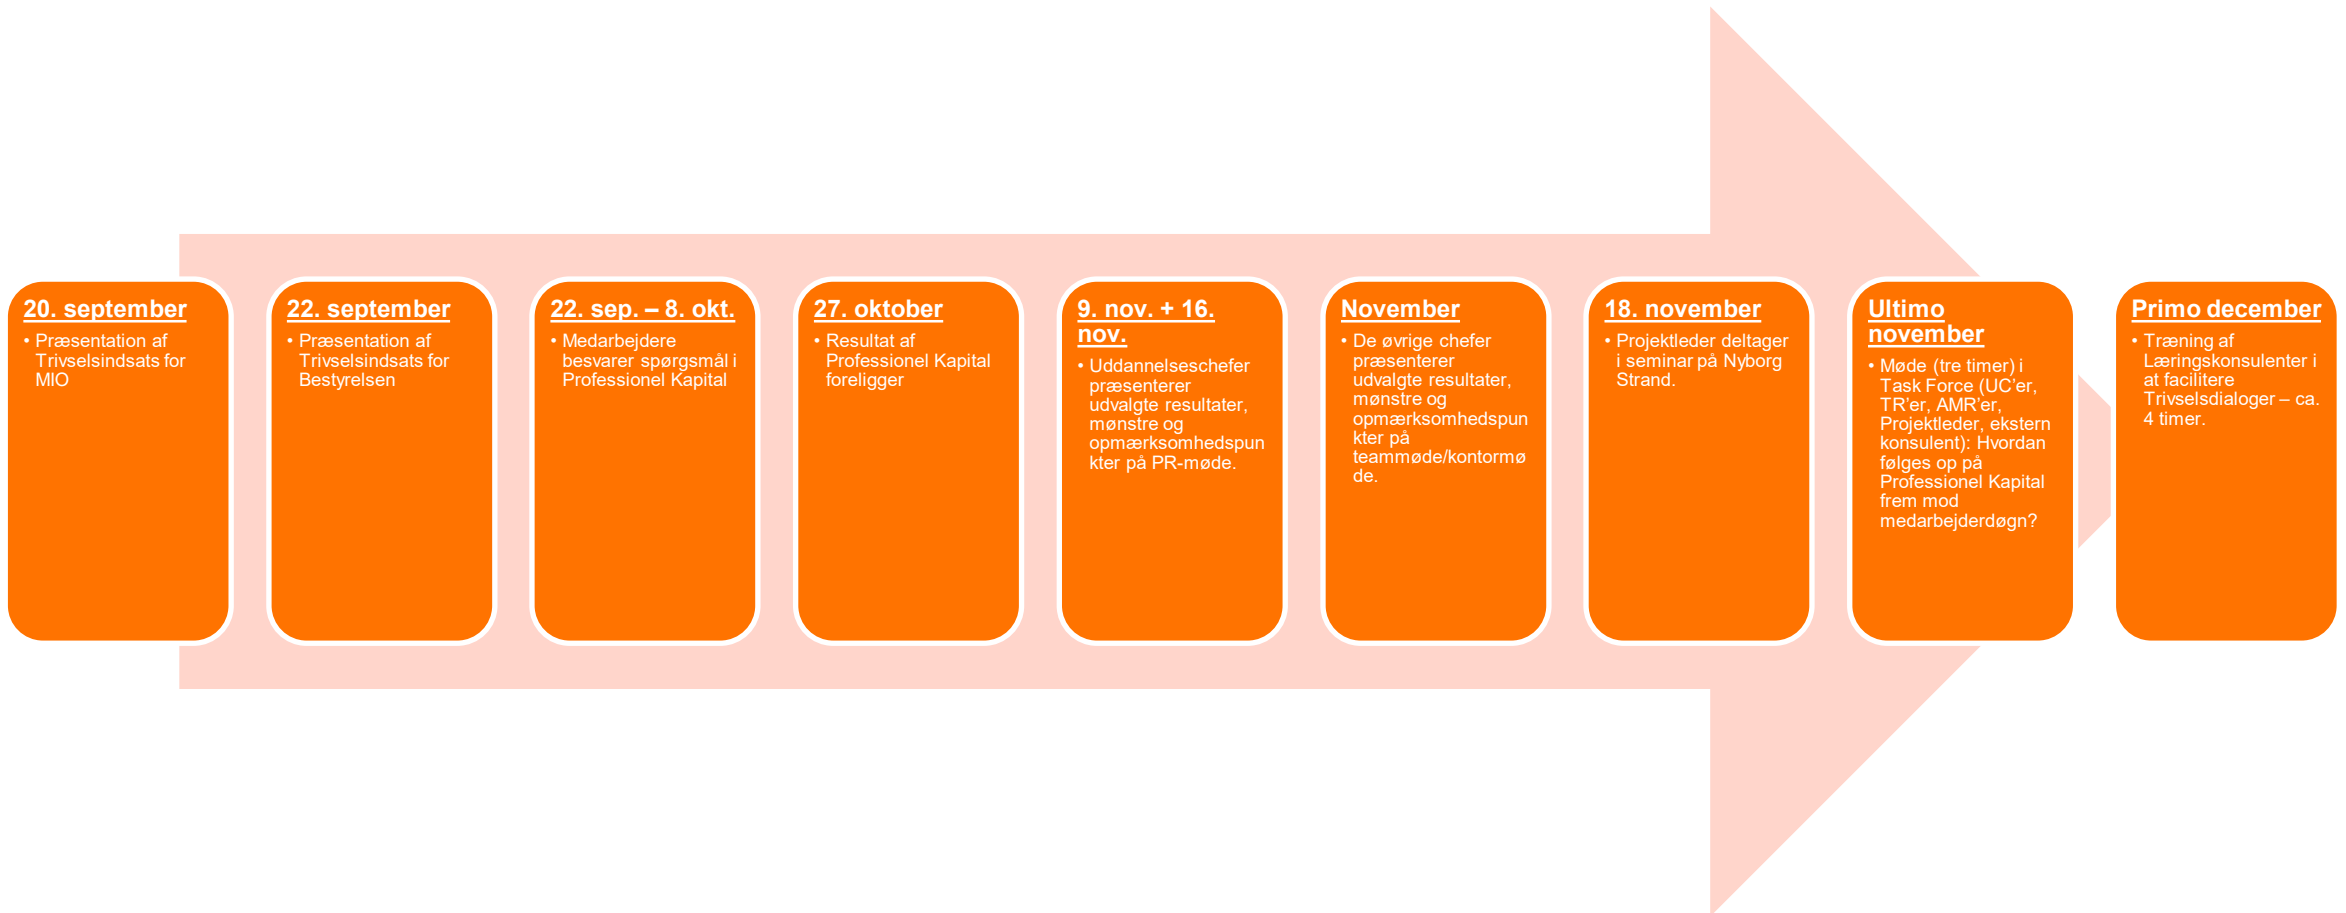 20. september
• Præsentation af
Trivselsindsats for
MIO
22. september
• Præsentation af
Trivselsindsats for
Bestyrelsen
22. sep. – 8. okt.
• Medarbejdere
besvarer spørgsmål i
Professionel Kapital
27. oktober
• Resultat af
Professionel Kapital
foreligger
9. nov. + 16.
nov.
• Uddannelseschefer
præsenterer
udvalgte resultater,
mønstre og
opmærksomhedspun
kter på PR-møde.
November
• De øvrige chefer
præsenterer
udvalgte resultater,
mønstre og
opmærksomhedspun
kter på
teammøde/kontormø
de.
18. november
• Projektleder deltager
i seminar på Nyborg
Strand.
Ultimo
november
• Møde (tre timer) i
Task Force (UC’er,
TR’er, AMR’er,
Projektleder, ekstern
konsulent): Hvordan
følges op på
Professionel Kapital
frem mod
medarbejderdøgn?
Primo december
• Træning af
Læringskonsulenter i
at facilitere
Trivselsdialoger – ca.
4 timer.